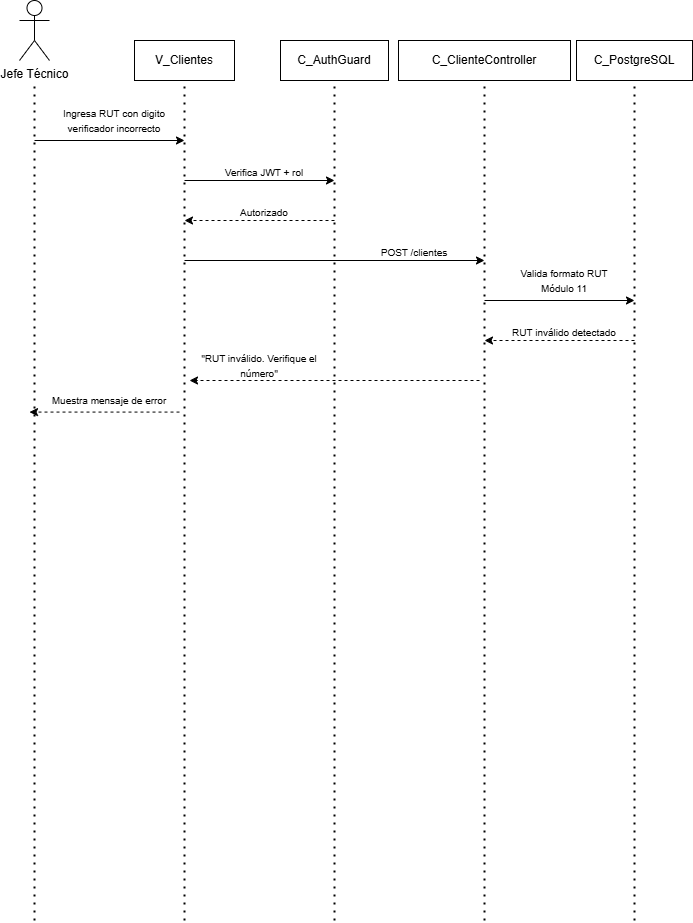 Jefe Técnico
V_Clientes
C_AuthGuard
C_ClienteController
C_PostgreSQL
Ingresa RUT con digito
verificador incorrecto
Verifica JWT + rol
Autorizado
POST /clientes
Valida formato RUT
Módulo 11
RUT inválido detectado
"RUT inválido. Verifique el
número"
Muestra mensaje de error